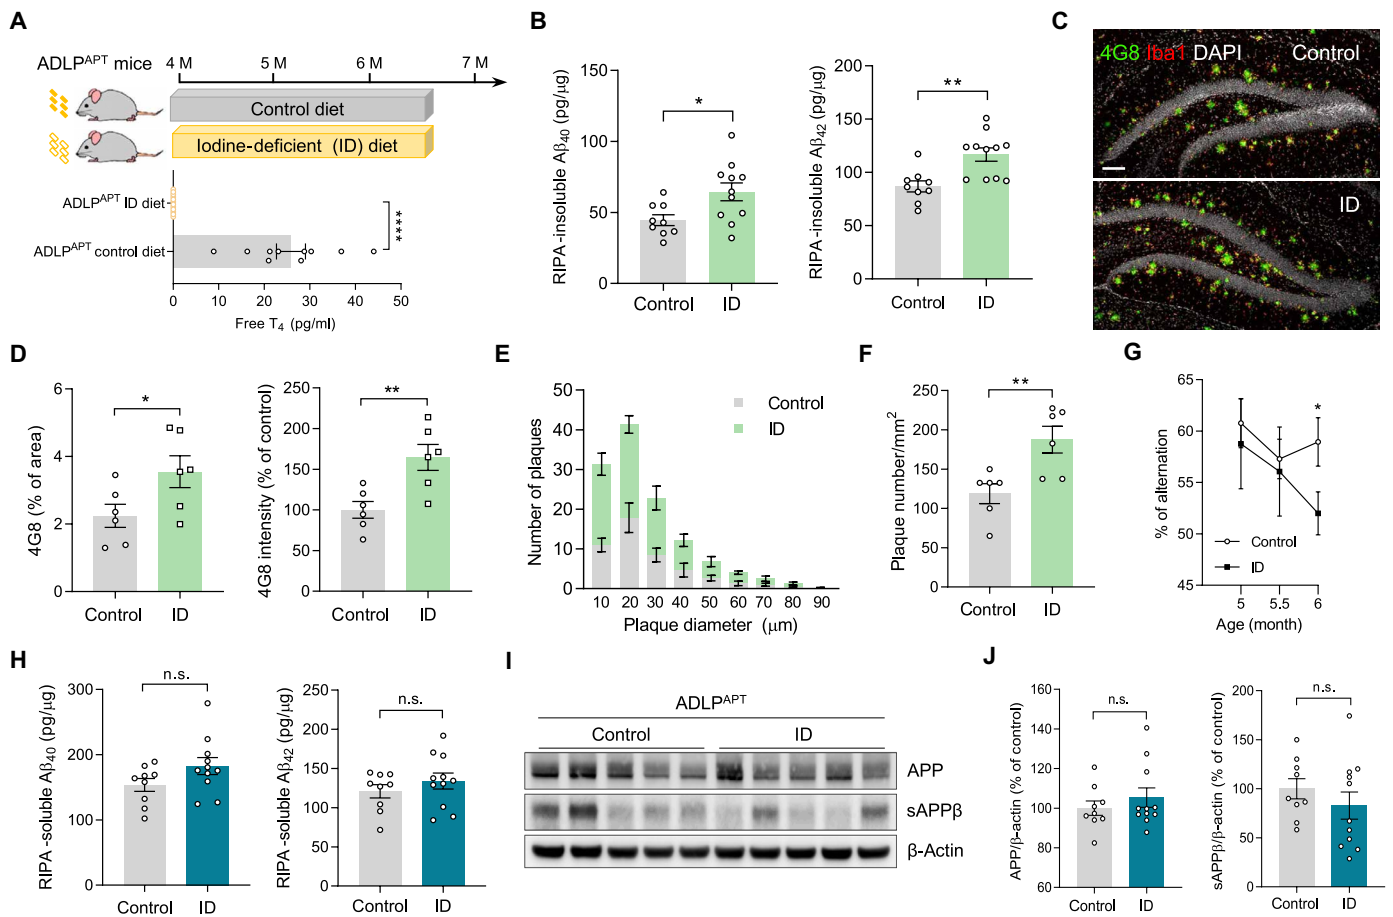 A
ADLPAPT mice
4 M
5 M
6 M
7 M
Control diet
Iodine-deficient (ID) diet
ADLPAPT ID diet
ADLPAPT control diet
****
0
10
20
30
40
50
Free T4 (pg/ml)
B
RIPA-insoluble Aβ40 (pg/μg)
150
100
50
0
*
Control
ID
RIPA-insoluble Aβ42 (pg/μg)
200
150
100
50
0
**
Control
ID
C
4G8 Iba1 DAPI
Control
ID
D
4G8 (% of area)
6
4
2
0
*
Control
ID
4G8 intensity (% of control)
250
200
150
100
50
0
**
Control
ID
E
Number of plaques
50
40
30
20
10
0
Control
ID
10
20
30
40
50
60
70
80
90
Plaque diameter (μm)
F
Plaque number/mm2
250
200
150
100
50
0
**
Control
ID
G
% of alternation
65
60
55
50
45
*
Control
ID
5
5.5
6
Age (month)
H
RIPA -soluble Aβ40 (pg/μg)
300
200
100
0
n.s.
Control
ID
RIPA -soluble Aβ42 (pg/μg)
250
200
150
100
50
0
n.s.
Control
ID
I
ADLPAPT
Control
ID
APP
sAPPβ
β-Actin
J
APP/β-actin (% of control)
160
140
120
100
80
60
n.s.
Control
ID
sAPPβ/β-actin (% of control)
200
150
100
50
0
n.s.
Control
ID